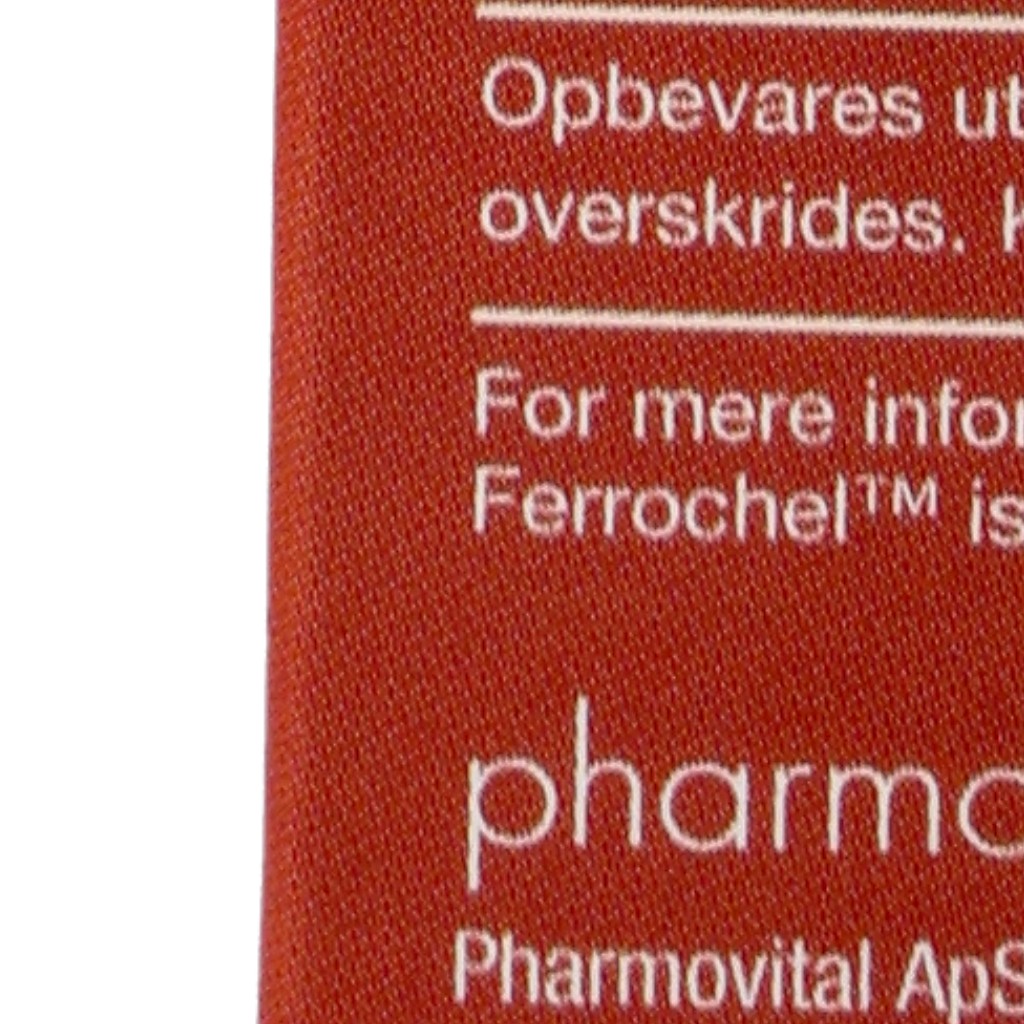 Opbevares ut
overskrides.
For mere infor
Ferrochel™ is
pharmo
Pharmovital ApS